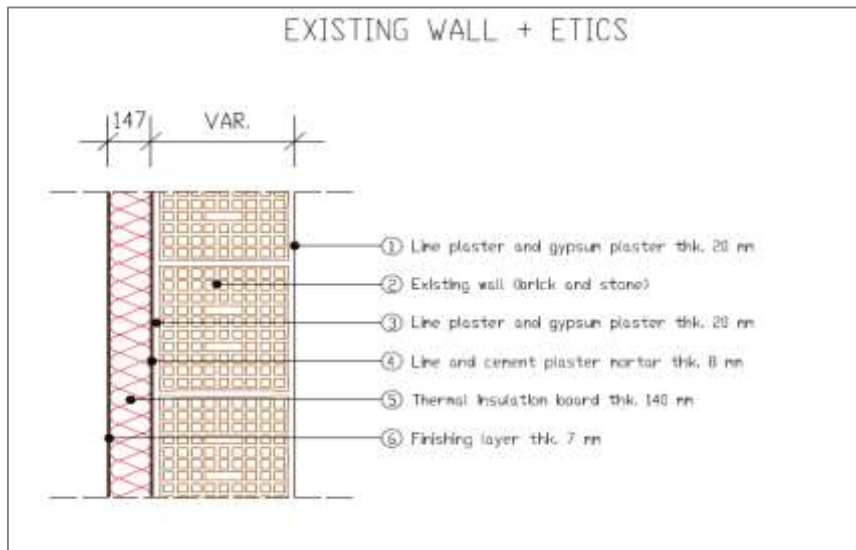 EXISTING WALL + ETICS
147 VAR.
1 Lime plaster and gypsum plaster thk. 20 mm
2 Existing wall (brick and stone)
3 Lime plaster and gypsum plaster thk. 20 mm
4 Lime and cement plaster mortar thk. 8 mm
5 Thermal insulation board thk. 140 mm
6 Finishing layer thk. 7 mm